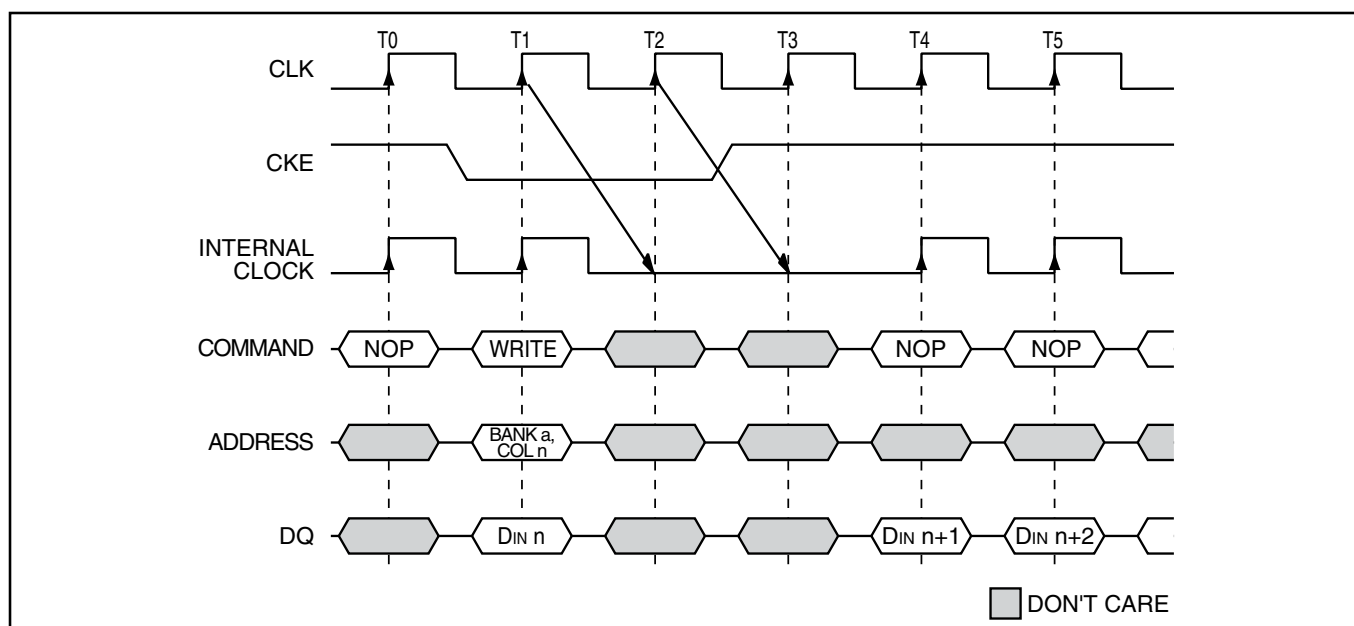 T0 T1 T2 T3 T4 T5
CLK
CKE
INTERNAL
CLOCK
COMMAND NOP WRITE NOP NOP
ADDRESS BANK a,
COL n
DQ DIN n DIN n+1 DIN n+2
DON'T CARE